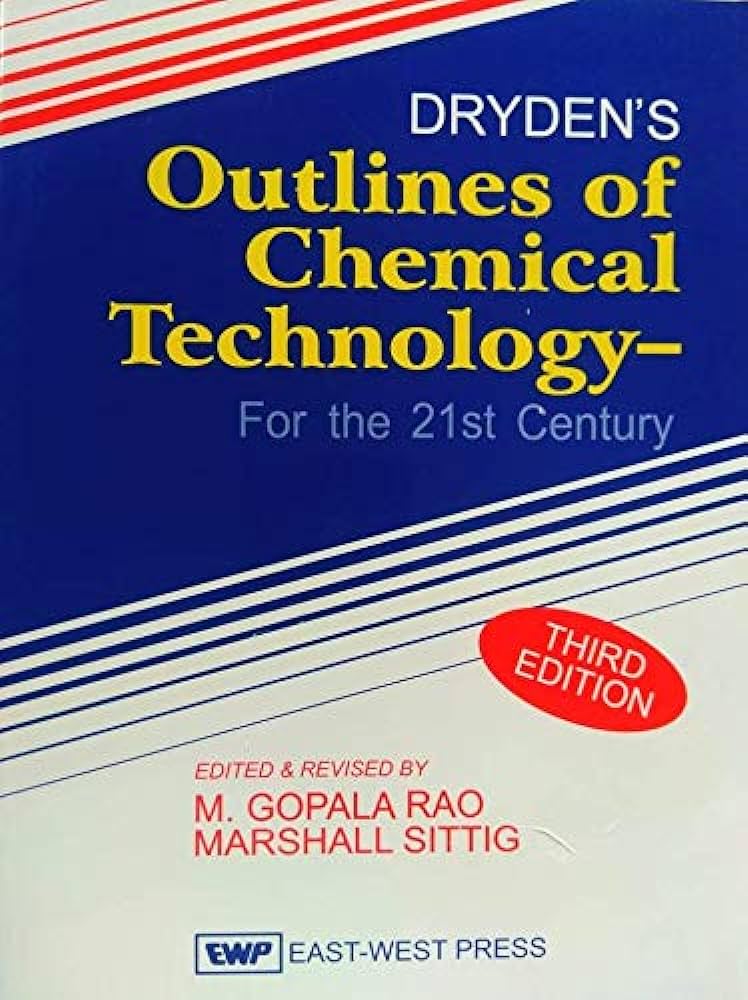 DRYDEN'S
Outlines of
Chemical
Technology–
For the 21st Century
THIRD
EDITION
EDITED & REVISED BY
M. GOPALA RAO
MARSHALL SITTIG
EWP EAST-WEST PRESS